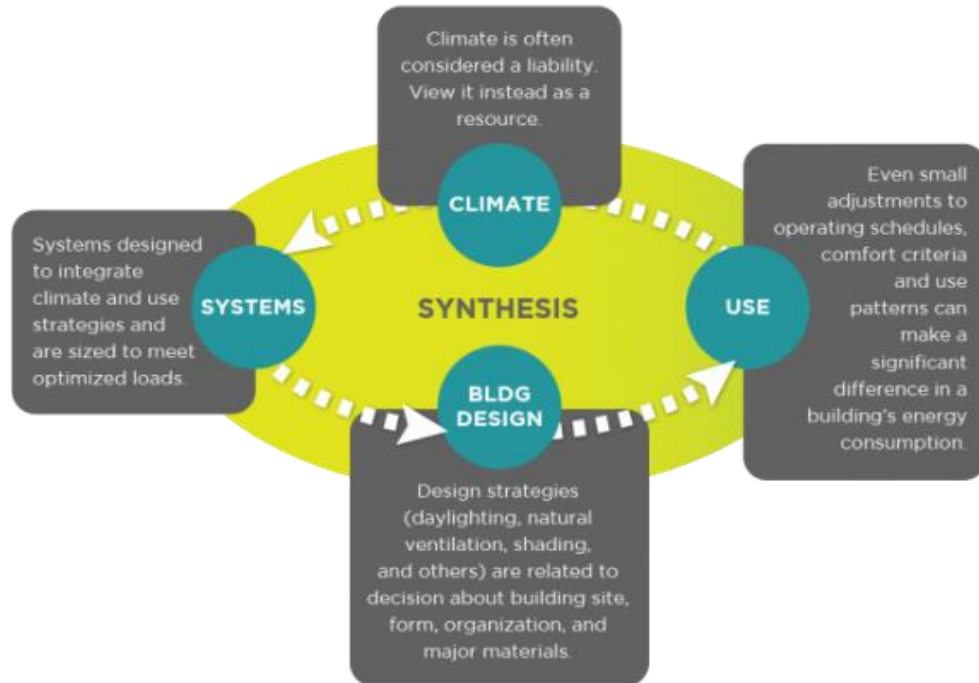 Climate is often
considered a liability.
View it instead as a
resource.
CLIMATE
Systems designed
to integrate
climate and use
strategies and
are sized to meet
optimized loads.
SYSTEMS
SYNTHESIS
USE
Even small
adjustments to
operating schedules,
comfort criteria
and use
patterns can
make a
significant
difference in a
building's energy
consumption.
BLDG
DESIGN
Design strategies
(daylighting, natural
ventilation, shading,
and others) are related to
decision about building site,
form, organization, and
major materials.